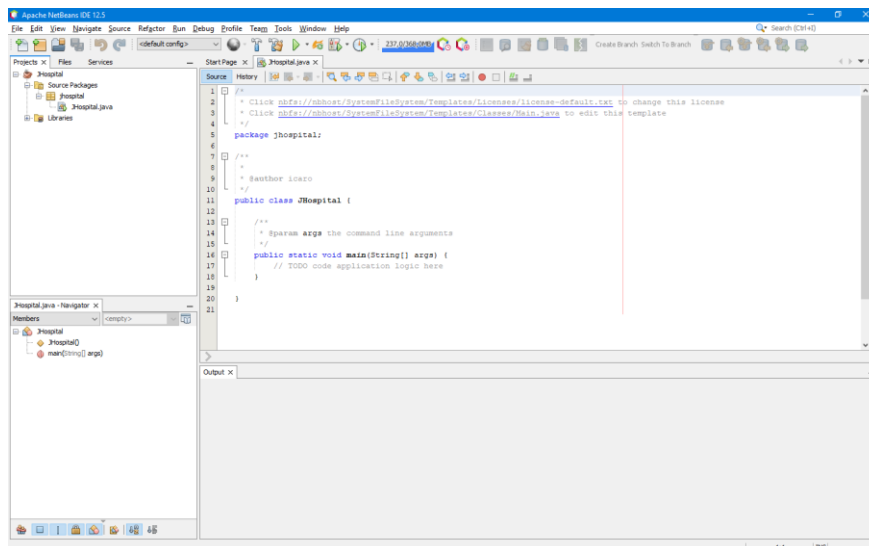 Apache NetBeans IDE 12.5
File Edit View Navigate Source Refactor Run Debug Profile Team Tools Window Help
Search (Ctrl+I)
<default config>
Create Branch Switch To Branch
Projects
Files
Services
JHospital
Source Packages
jhospital
JHospital.java
Libraries
Start Page
JHospital.java
Source History
1 /*
2 * Click nbfs://nbhost/SystemFileSystem/Templates/Licenses/license-default.txt to change this license
3 * Click nbfs://nbhost/SystemFileSystem/Templates/Classes/Main.java to edit this template
4 */
5 package jhospital;
6
7 /**
8 *
9 * @author icaro
10 */
11 public class JHospital {
12
13 /**
14 * @param args the command line arguments
15 */
16 public static void main(String[] args) {
17 // TODO code application logic here
18 }
19
20 }
21
JHospital.java - Navigator
Members
<empty>
JHospital
JHospital()
main(String[] args)
Output